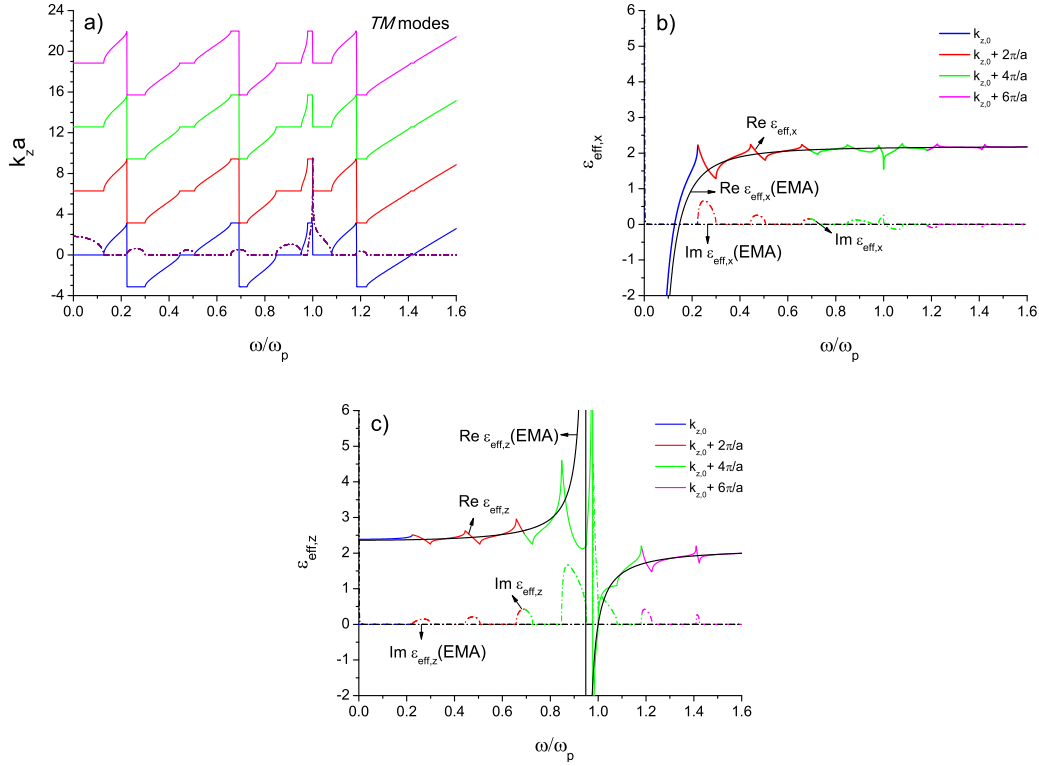 a)
TM modes
24
20
16
12
8
4
0
-4
k_z a
0.0 0.2 0.4 0.6 0.8 1.0 1.2 1.4 1.6
ω/ω_p
b)
6
5
4
3
2
1
0
-1
-2
ε_eff,x
k_z,0
k_z,0 + 2π/a
k_z,0 + 4π/a
k_z,0 + 6π/a
Re ε_eff,x
Re ε_eff,x(EMA)
Im ε_eff,x(EMA)
Im ε_eff,x
0.0 0.2 0.4 0.6 0.8 1.0 1.2 1.4 1.6
ω/ω_p
c)
6
5
4
3
2
1
0
-1
-2
ε_eff,z
Re ε_eff,z(EMA)
Re ε_eff,z
Im ε_eff,z
Im ε_eff,z(EMA)
k_z,0
k_z,0 + 2π/a
k_z,0 + 4π/a
k_z,0 + 6π/a
0.0 0.2 0.4 0.6 0.8 1.0 1.2 1.4 1.6
ω/ω_p